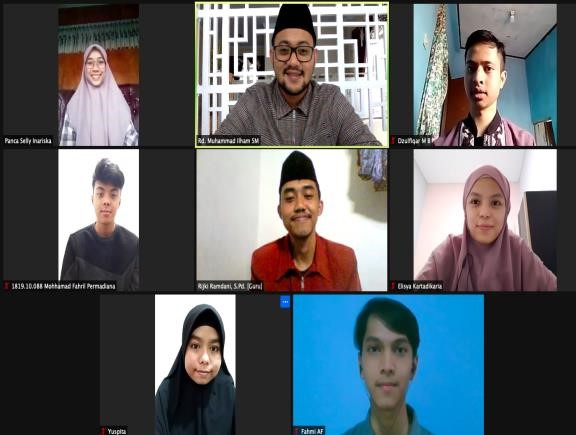 Panca Selly Inariska
Rd. Muhammad Ilham SM
Dzulfiqar M B F
1819.10.088 Mohhamad Fahril Permadiana
Rijki Ramdani, S.Pd. [Guru]
Elisya Kartadikaria
Yuspita
Fahmi AF